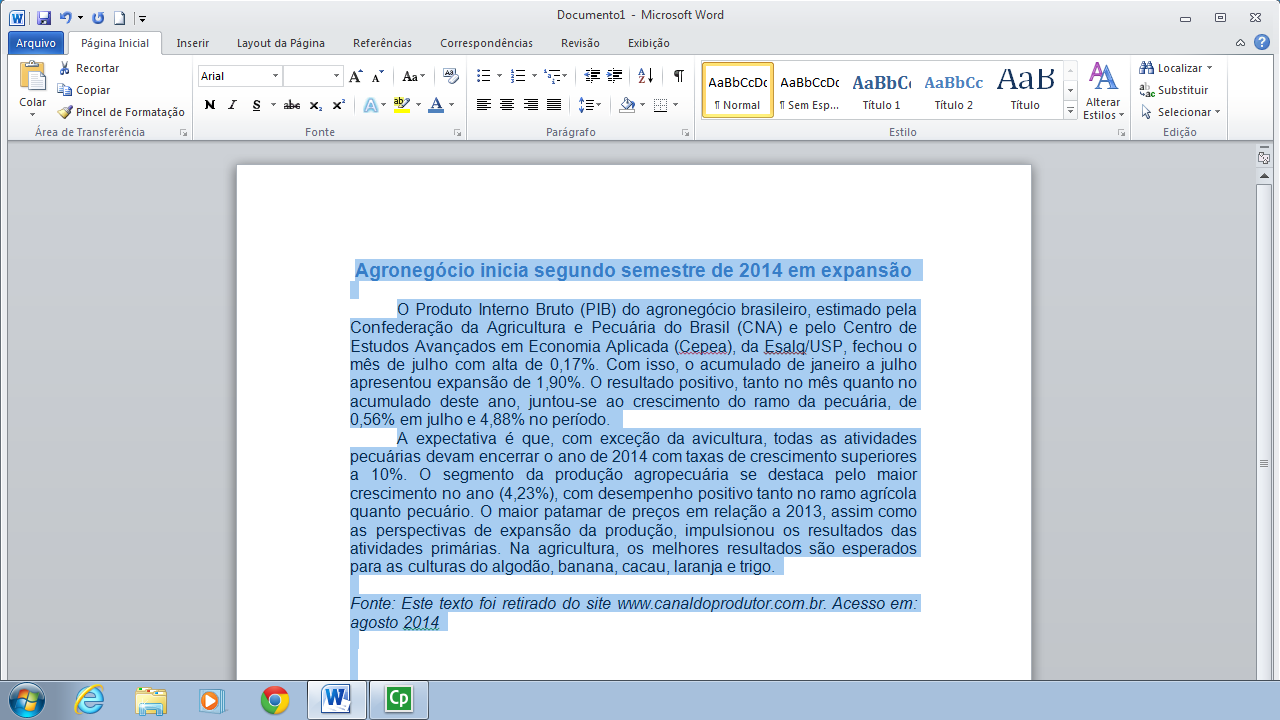 Documento1 - Microsoft Word
Arquivo Página Inicial Inserir Layout da Página Referências Correspondências Revisão Exibição
Colar
Recortar
Copiar
Pincel de Formatação
Área de Transferência
Arial
Aa
N I S abc x₂ x² A ab A
Fonte
Parágrafo
AaBbCcDc AaBbCcDc AaBbCc AaBbCc AaB
¶ Normal ¶ Sem Esp... Título 1 Título 2 Título
Alterar
Estilos
Estilo
Localizar
Substituir
Selecionar
Edição
Agronegócio inicia segundo semestre de 2014 em expansão
O Produto Interno Bruto (PIB) do agronegócio brasileiro, estimado pela
Confederação da Agricultura e Pecuária do Brasil (CNA) e pelo Centro de
Estudos Avançados em Economia Aplicada (Cepea), da Esalq/USP, fechou o
mês de julho com alta de 0,17%. Com isso, o acumulado de janeiro a julho
apresentou expansão de 1,90%. O resultado positivo, tanto no mês quanto no
acumulado deste ano, juntou-se ao crescimento do ramo da pecuária, de
0,56% em julho e 4,88% no período.
A expectativa é que, com exceção da avicultura, todas as atividades
pecuárias devam encerrar o ano de 2014 com taxas de crescimento superiores
a 10%. O segmento da produção agropecuária se destaca pelo maior
crescimento no ano (4,23%), com desempenho positivo tanto no ramo agrícola
quanto pecuário. O maior patamar de preços em relação a 2013, assim como
as perspectivas de expansão da produção, impulsionou os resultados das
atividades primárias. Na agricultura, os melhores resultados são esperados
para as culturas do algodão, banana, cacau, laranja e trigo.
Fonte: Este texto foi retirado do site www.canaldoprodutor.com.br. Acesso em:
agosto 2014
W Cp